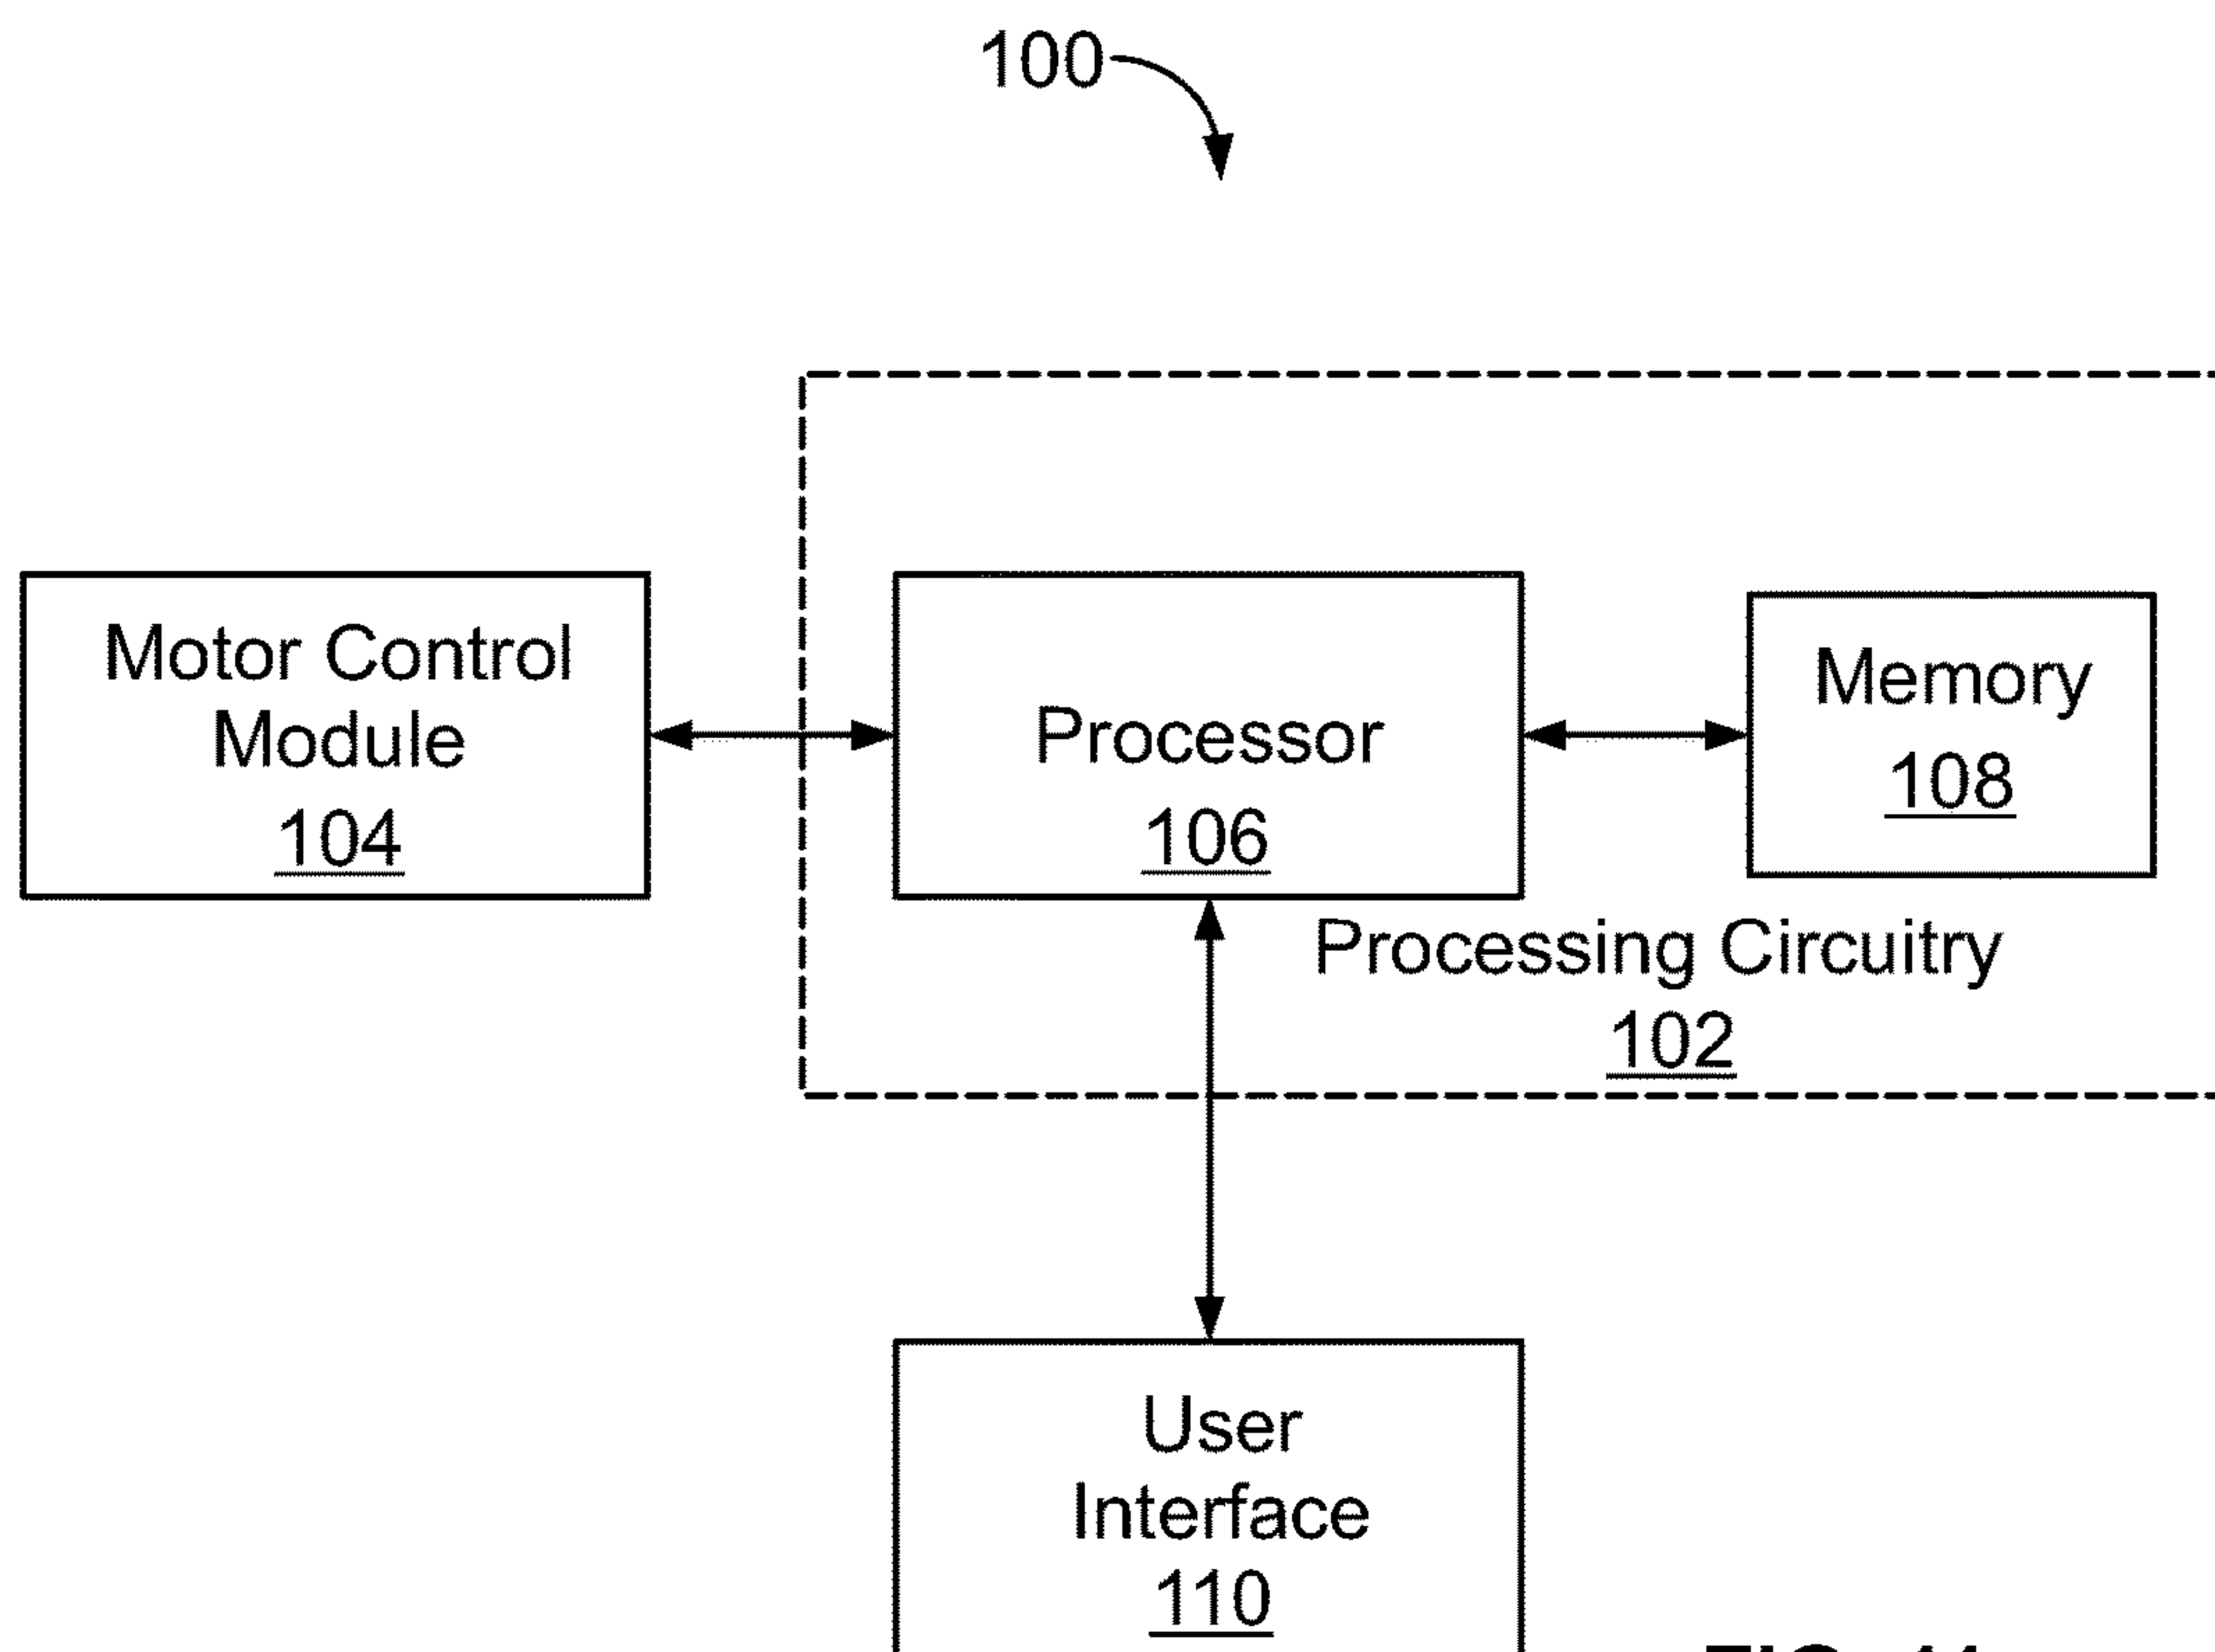 100
Motor Control
Module
104
Processor
106
Memory
108
Processing Circuitry
102
User
Interface
110